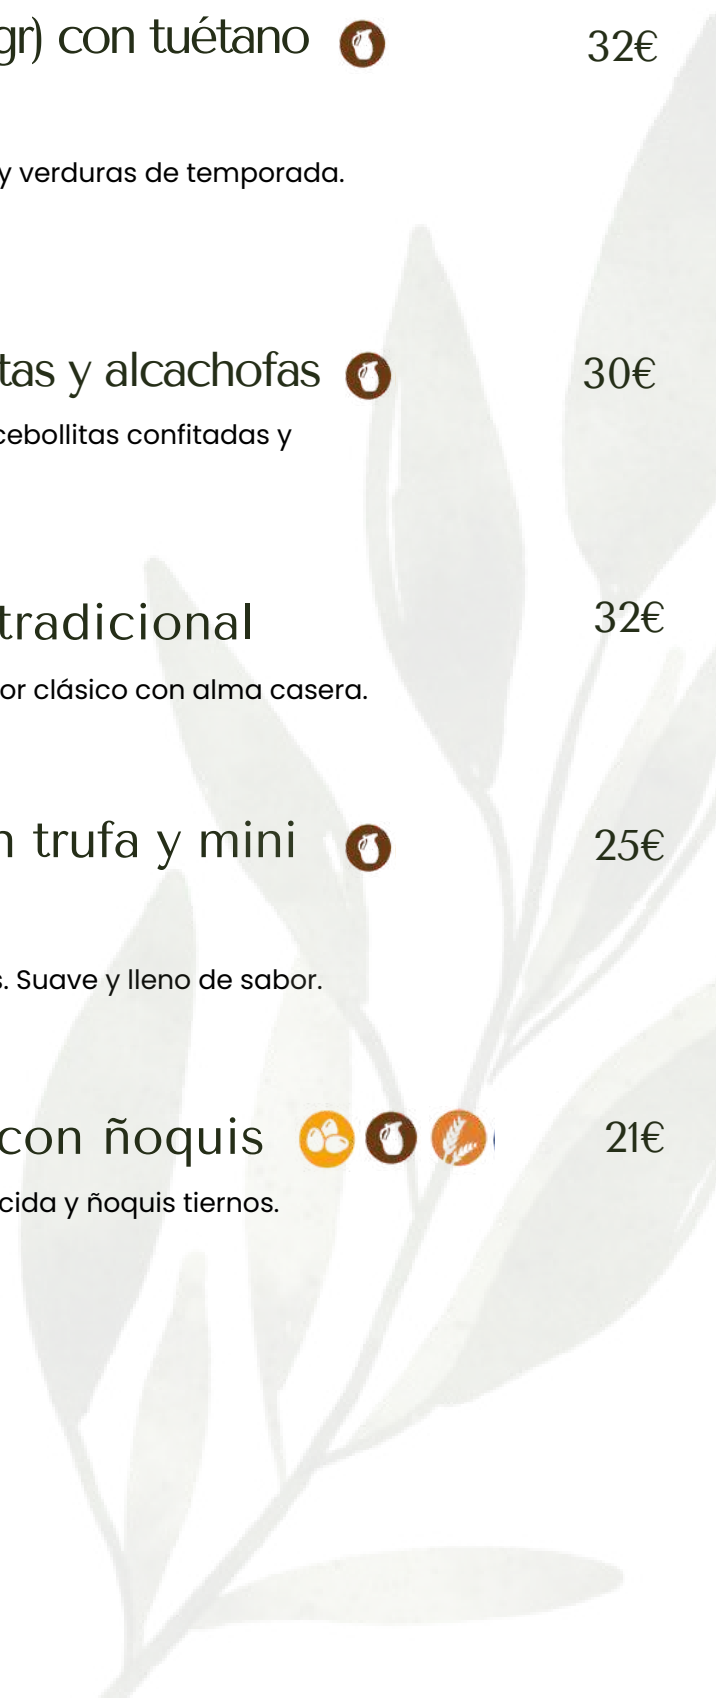 gr) con tuétano 32€
y verduras de temporada.
tas y alcachofas 30€
cebollitas confitadas y
tradicional 32€
or clásico con alma casera.
n trufa y mini 25€
s. Suave y lleno de sabor.
con ñoquis 21€
cida y ñoquis tiernos.